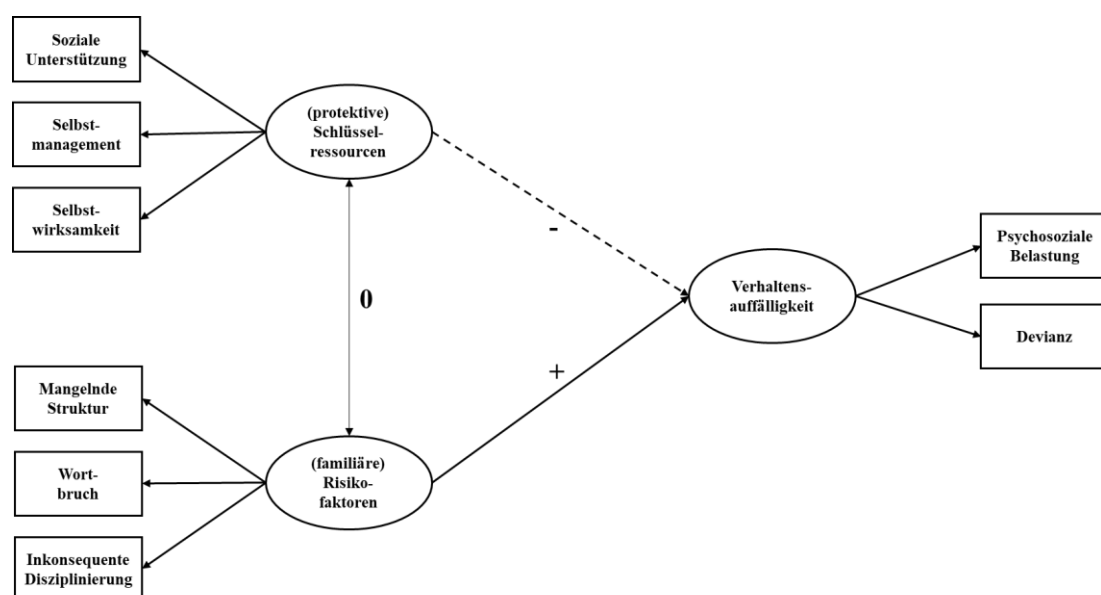 Soziale
Unterstützung
Selbst-
management
Selbst-
wirksamkeit
(protektive)
Schlüssel-
ressourcen
-
0
Verhaltens-
auffälligkeit
Psychosoziale
Belastung
Devianz
+
Mangelnde
Struktur
Wort-
bruch
Inkonsequente
Disziplinierung
(familiäre)
Risiko-
faktoren